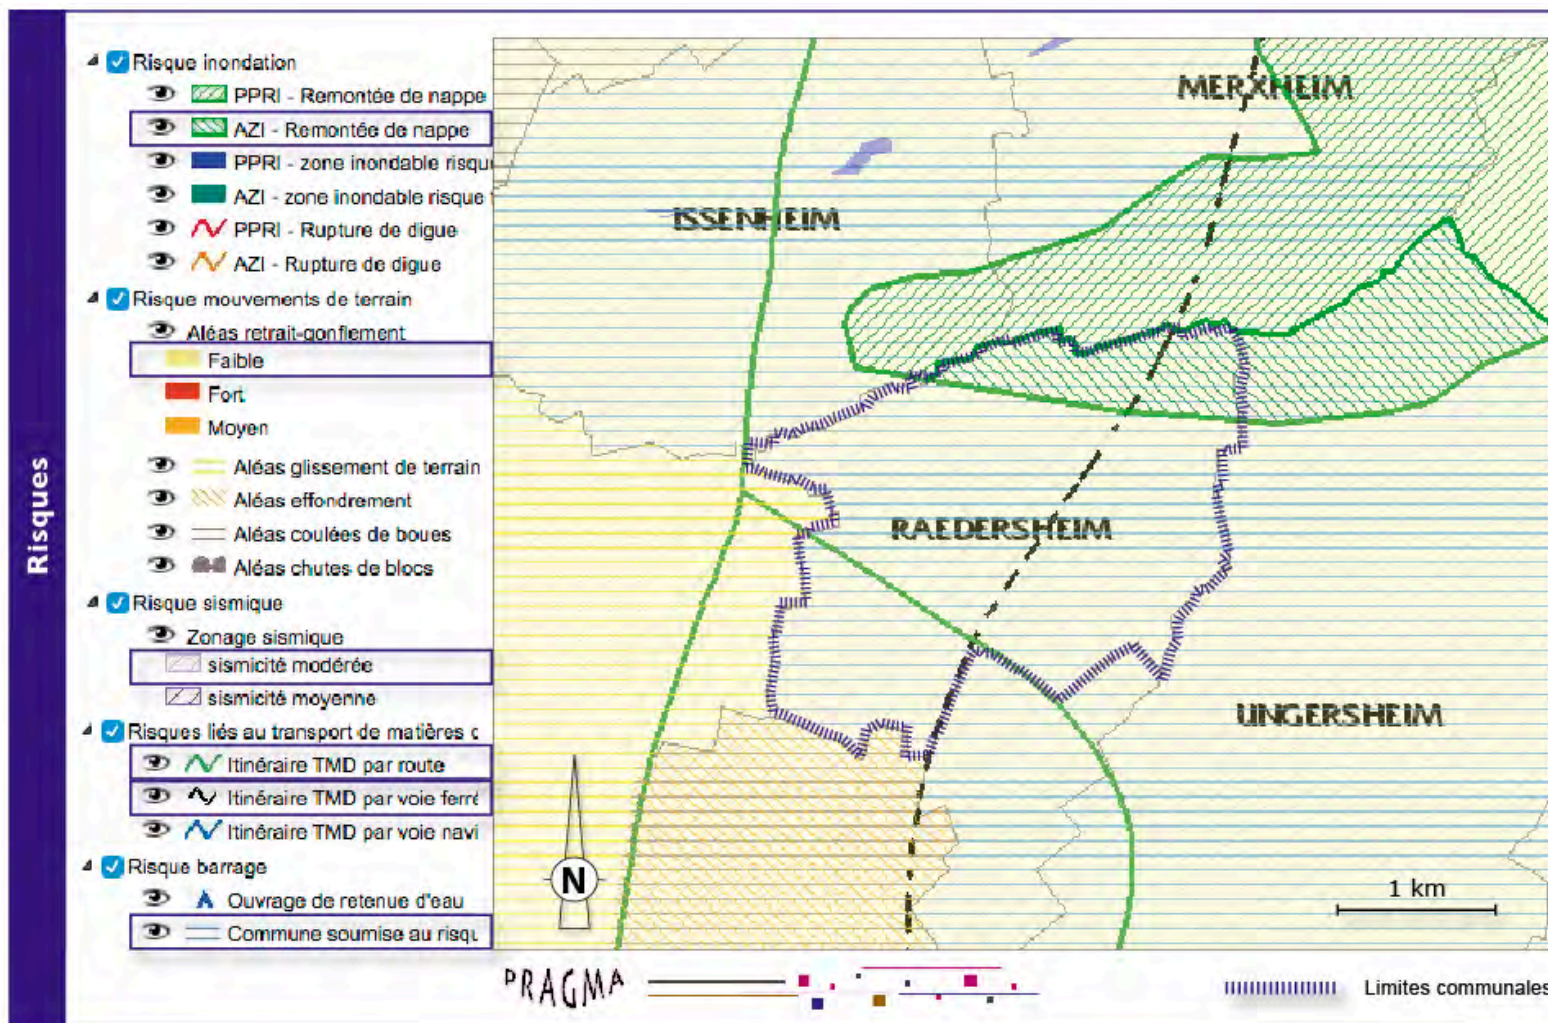 Risques
Risque inondation
PPRI - Remontée de nappe
AZI - Remontée de nappe
PPRI - zone inondable risqu
AZI - zone inondable risque
PPRI - Rupture de digue
AZI - Rupture de digue
Risque mouvements de terrain
Aléas retrait-gonflement
Faible
Fort
Moyen
Aléas glissement de terrain
Aléas effondrement
Aléas coulées de boues
Aléas chutes de blocs
Risque sismique
Zonage sismique
sismicité modérée
sismicité moyenne
Risques liés au transport de matières
Itinéraire TMD par route
Itinéraire TMD par voie ferré
Itinéraire TMD par voie navi
Risque barrage
Ouvrage de retenue d'eau
Commune soumise au risqu
MERXHEIM
ISSENHEIM
RAEDERSHEIM
UNGERSHEIM
N
1 km
PRAGMA
Limites communales